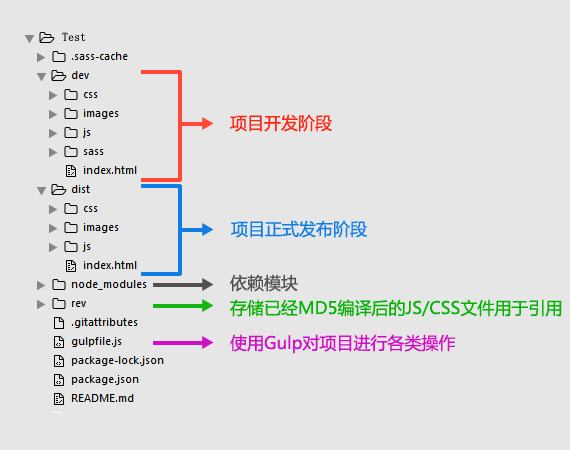 Test
.sass-cache
dev
css
images
js
sass
index.html
项目开发阶段
dist
css
images
js
index.html
项目正式发布阶段
node_modules
依赖模块
rev
存储已经MD5编译后的JS/CSS文件用于引用
.gitattributes
gulpfile.js
使用Gulp对项目进行各类操作
package-lock.json
package.json
README.md